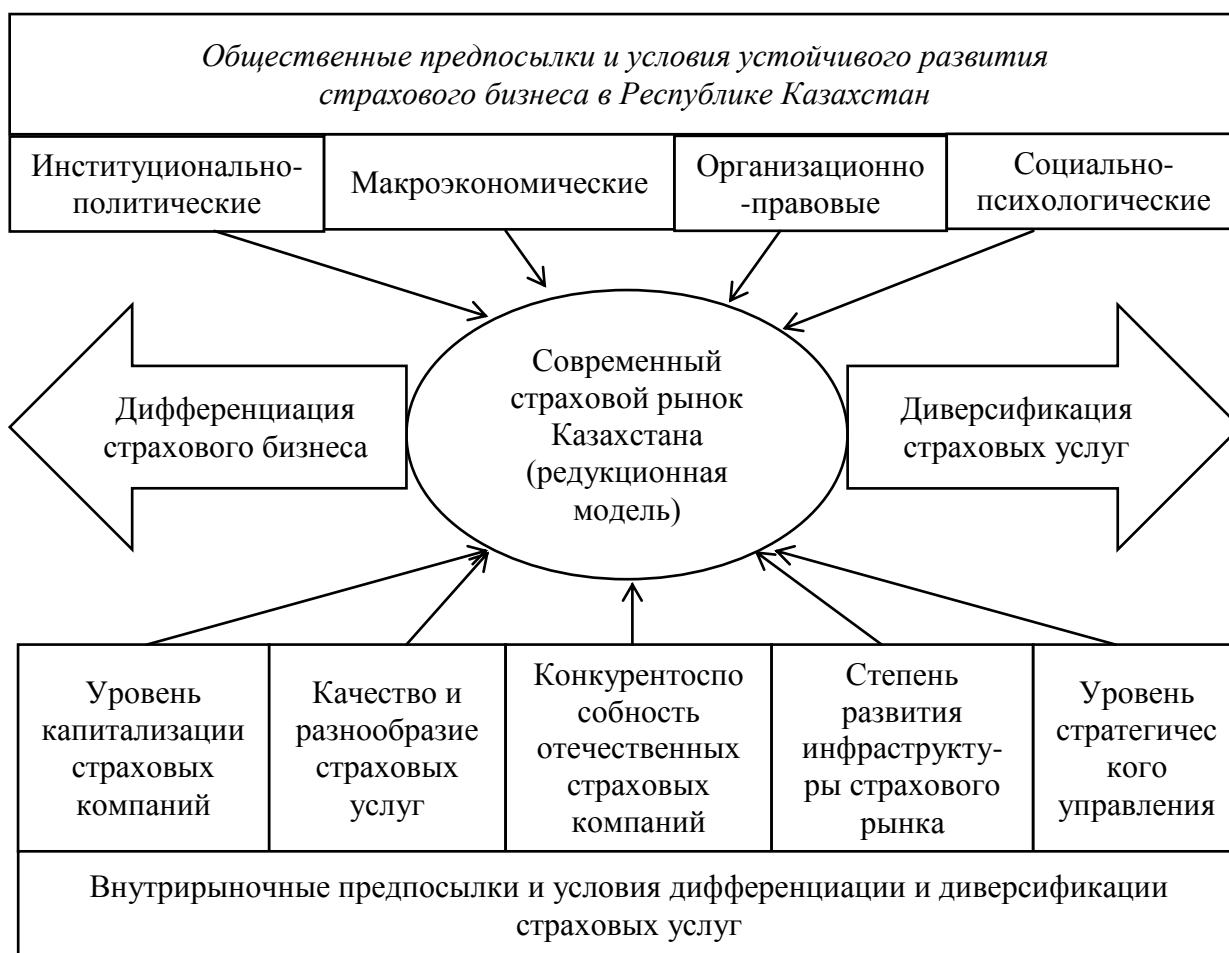 Общественные предпосылки и условия устойчивого развития
страхового бизнеса в Республике Казахстан
Институционально-
политические
Макроэкономические
Организационно
-правовые
Социально-
психологические
Дифференциация
страхового бизнеса
Современный
страховой рынок
Казахстана
(редукционная
модель)
Диверсификация
страховых услуг
Уровень
капитализации
страховых
компаний
Качество и
разнообразие
страховых
услуг
Конкурентоспо
собность
отечественных
страховых
компаний
Степень
развития
инфраструкту-
ры страхового
рынка
Уровень
стратегичес
кого
управления
Внутрирыночные предпосылки и условия дифференциации и диверсификации
страховых услуг